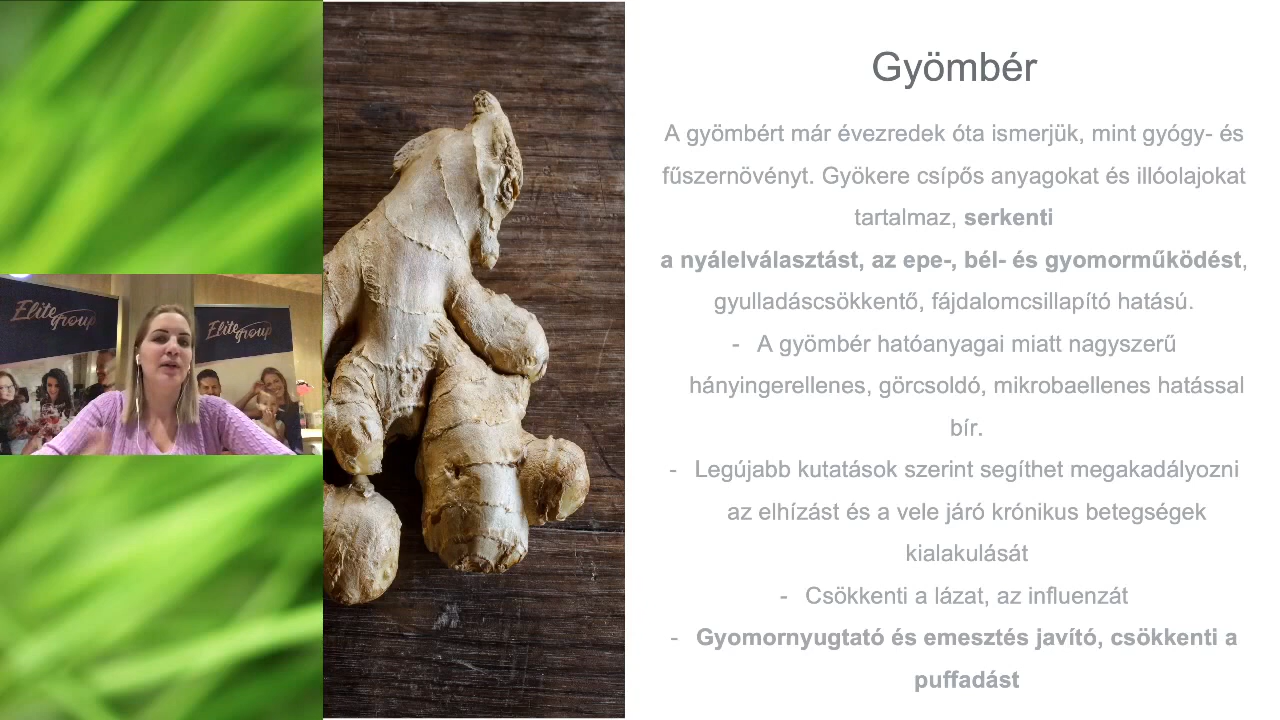 Gyömbér
A gyömbért már évezredek óta ismerjük, mint gyógy- és
fűszernövényt. Gyökere csípős anyagokat és illóolajokat
tartalmaz, serkenti
a nyálelválasztást, az epe-, bél- és gyomorműködést,
gyulladáscsökkentő, fájdalomcsillapító hatású.
- A gyömbér hatóanyagai miatt nagyszerű
hányingerellenes, görcsoldó, mikrobaellenes hatással
bír.
- Legújabb kutatások szerint segíthet megakadályozni
az elhízást és a vele járó krónikus betegségek
kialakulását
- Csökkenti a lázat, az influenzát
- Gyomornyugtató és emesztés javító, csökkenti a
puffadást
Elite group
Elite group